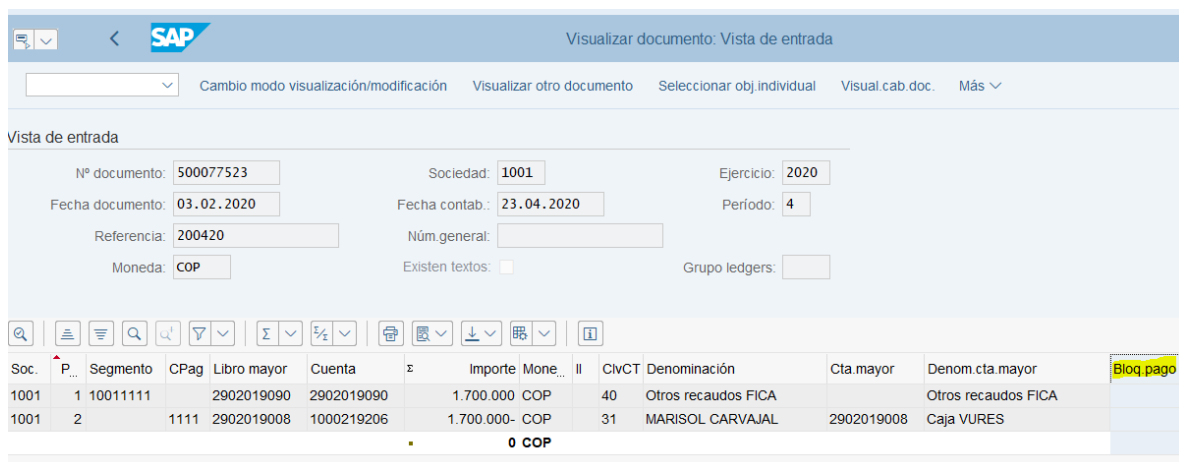 SAP
Visualizar documento: Vista de entrada
Cambio modo visualización/modificación Visualizar otro documento Seleccionar obj.individual Visual.cab.doc. Más
Vista de entrada
Nº documento: 500077523 Sociedad: 1001 Ejercicio: 2020
Fecha documento: 03.02.2020 Fecha contab.: 23.04.2020 Período: 4
Referencia: 200420 Núm.general:
Moneda: COP Existen textos: Grupo ledgers:
Soc. P... Segmento CPag Libro mayor Cuenta Σ Importe Mone... II ClvCT Denominación Cta.mayor Denom.cta.mayor Bloq.pago
1001 1 10011111 2902019090 2902019090 1.700.000 COP 40 Otros recaudos FICA Otros recaudos FICA
1001 2 1111 2902019008 1000219206 1.700.000- COP 31 MARISOL CARVAJAL 2902019008 Caja VURES
0 COP